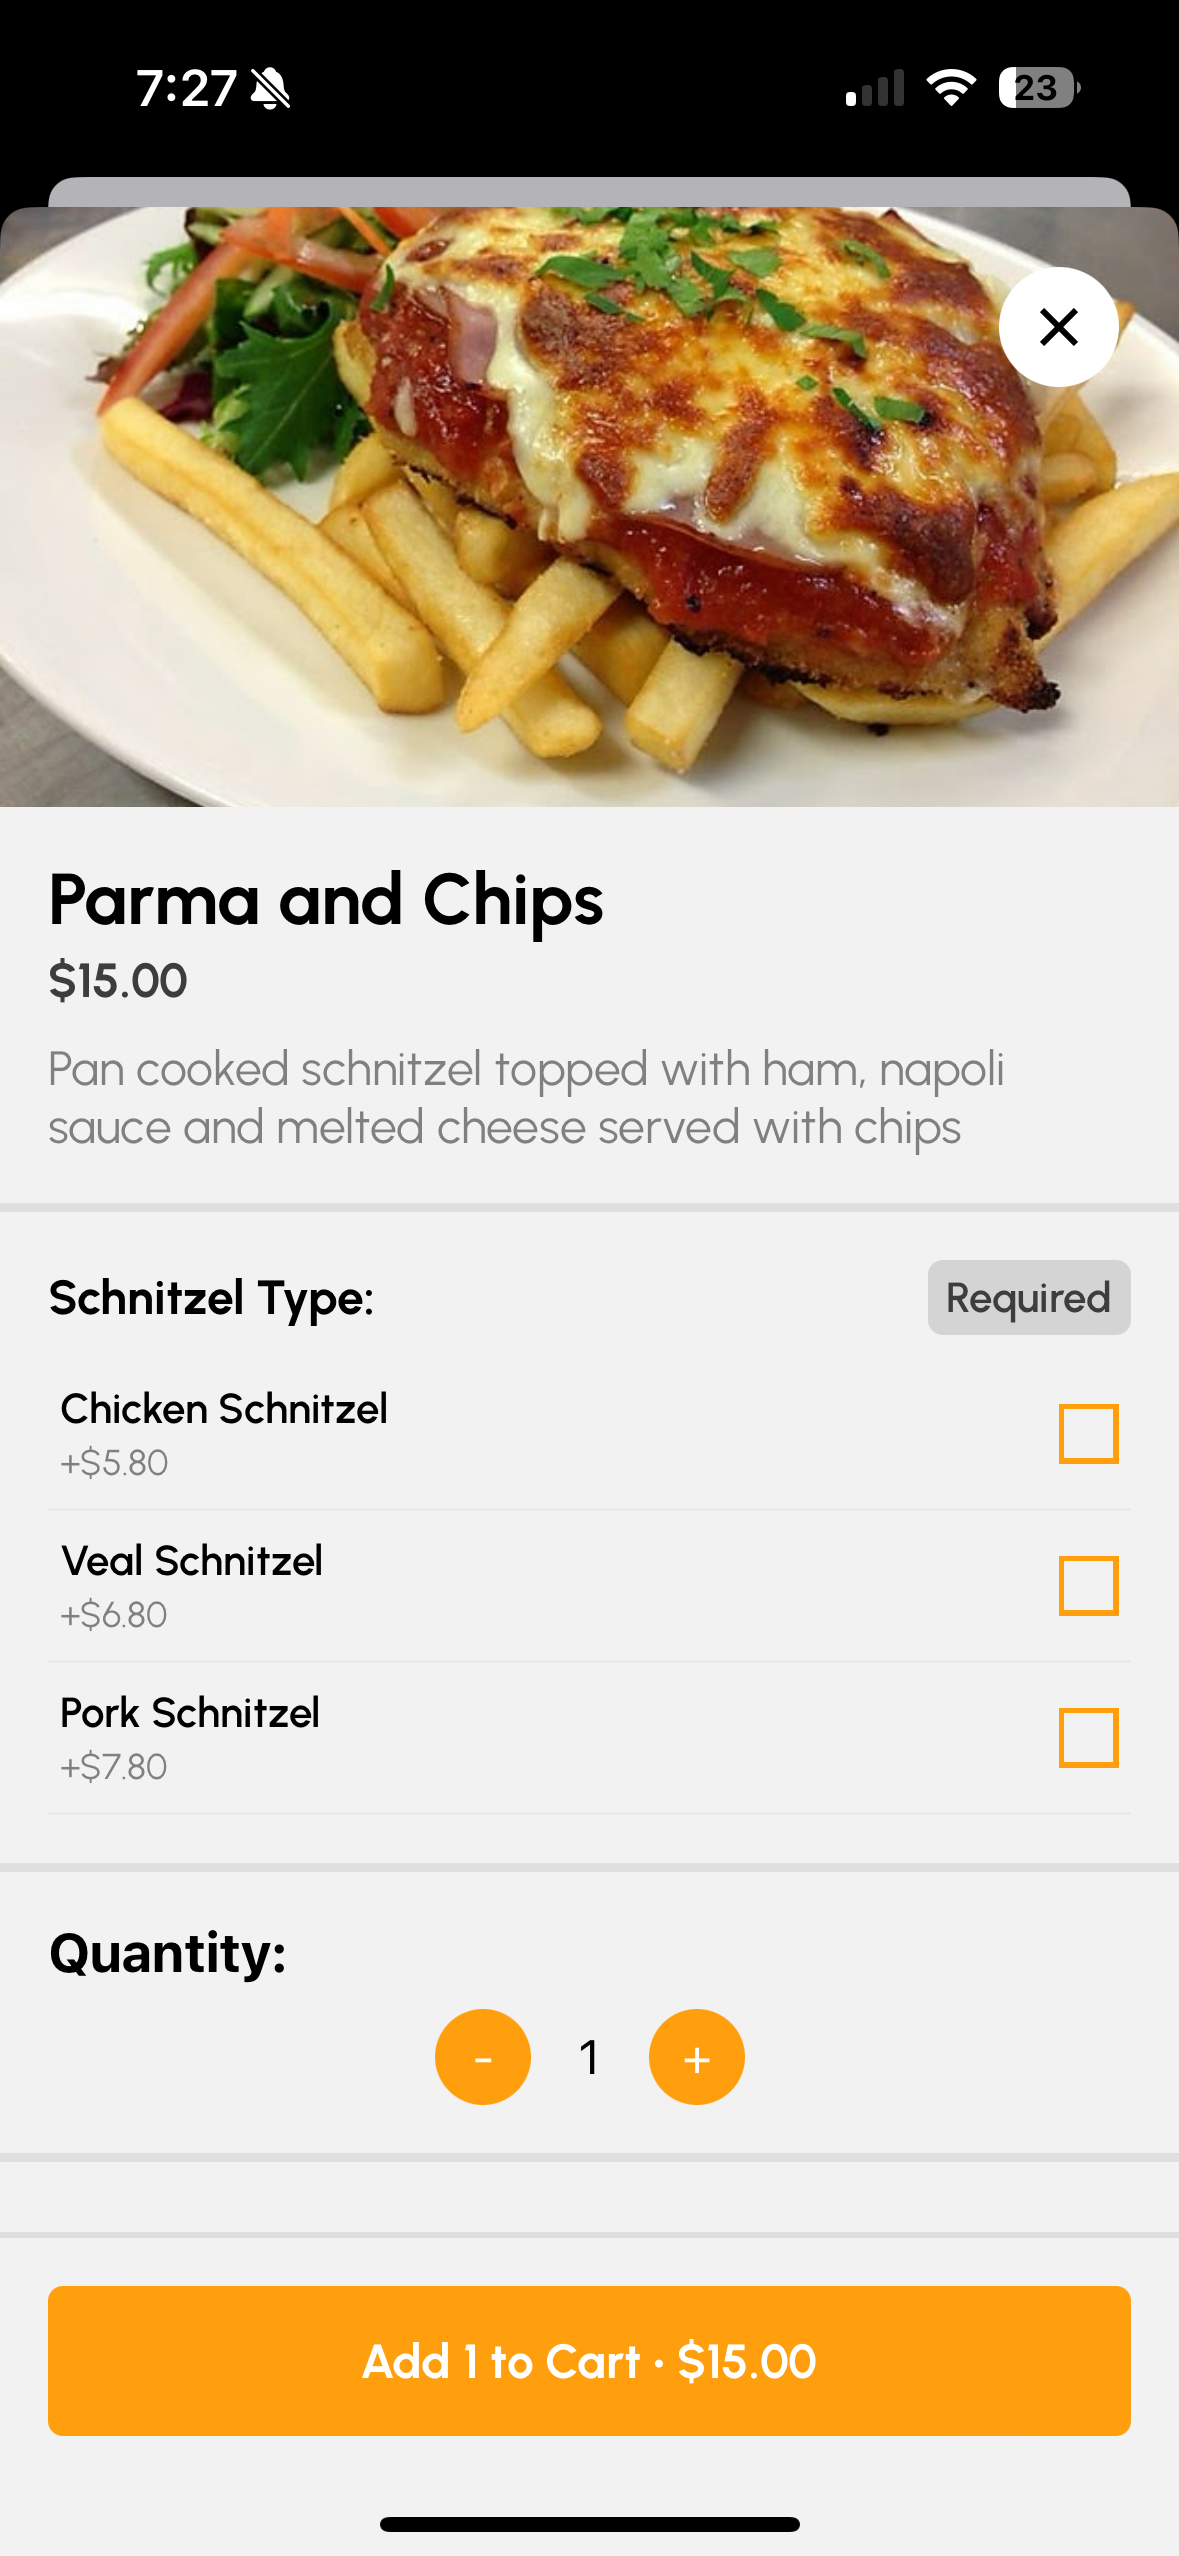 7:27
23
Parma and Chips
$15.00
Pan cooked schnitzel topped with ham, napoli
sauce and melted cheese served with chips
Schnitzel Type:
Required
Chicken Schnitzel
+$5.80
Veal Schnitzel
+$6.80
Pork Schnitzel
+$7.80
Quantity:
- 1 +
Add 1 to Cart • $15.00